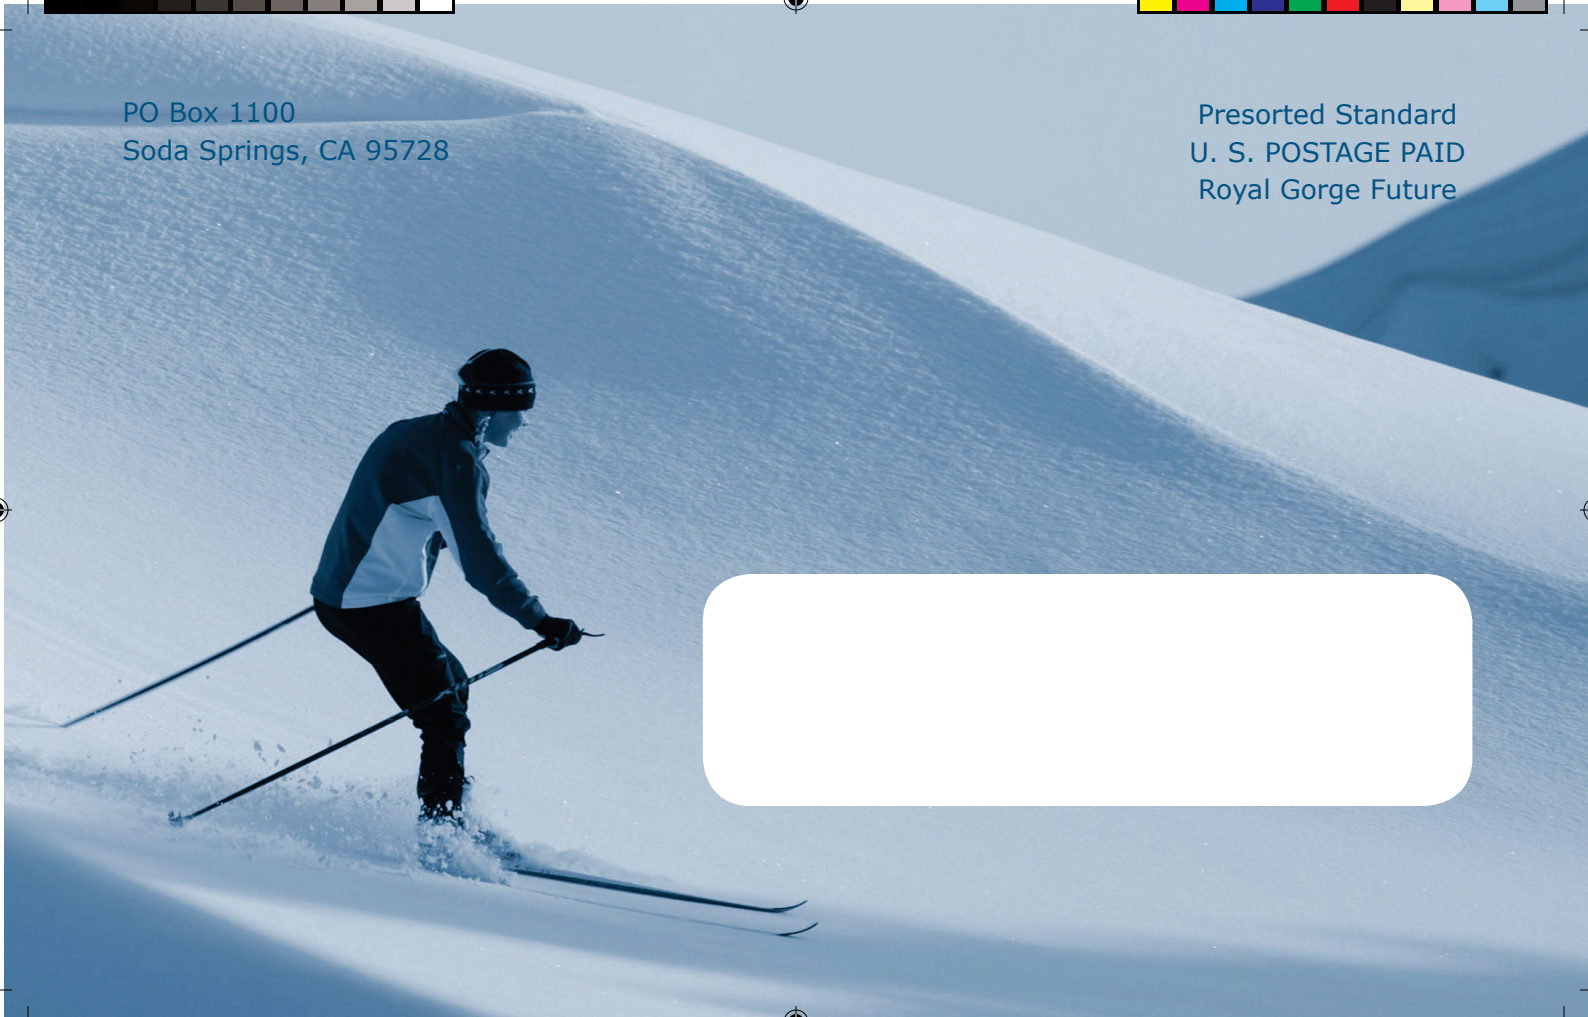 PO Box 1100
Soda Springs, CA 95728
Presorted Standard
U. S. POSTAGE PAID
Royal Gorge Future